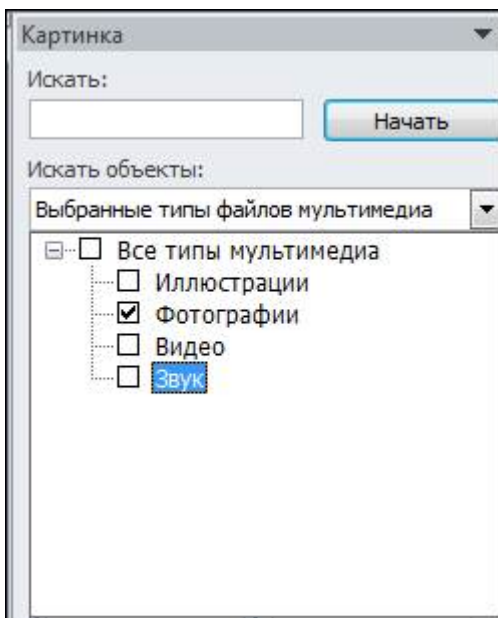 Картинка
Искать:
Начать
Искать объекты:
Выбранные типы файлов мультимедиа
Все типы мультимедиа
Иллюстрации
Фотографии
Видео
Звук